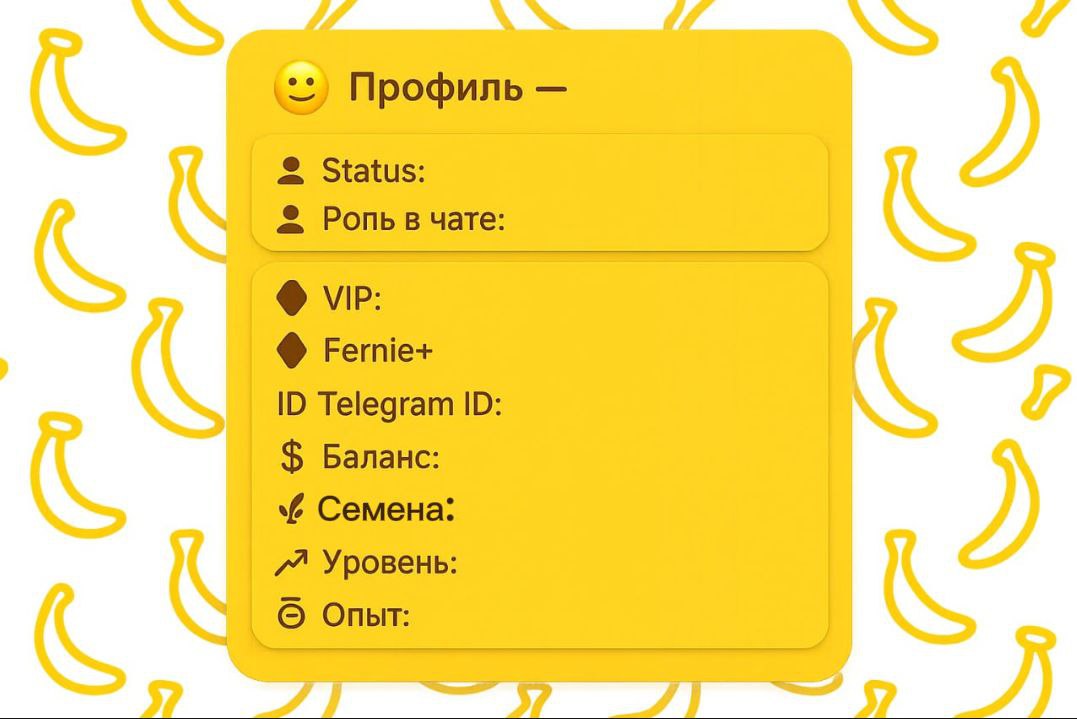 Профиль —
Status:
Ропь в чате:
VIP:
Fernie+
ID Telegram ID:
$ Баланс:
Семена:
Уровень:
Опыт: